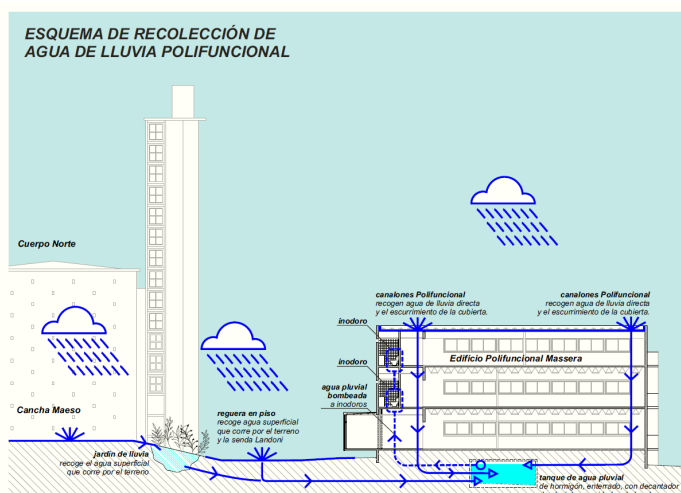 ESQUEMA DE RECOLECCIÓN DE
AGUA DE LLUVIA POLIFUNCIONAL
Cuerpo Norte
canalones Polifuncional
recogen agua de lluvia directa
y el escurrimiento de la cubierta.
canalones Polifuncional
recogen agua de lluvia directa
y el escurrimiento de la cubierta.
inodoro
Edificio Polifuncional Massera
inodoro
agua pluvial
bombeada
a inodoros
Cancha Maeso
reguera en piso
recoge agua superficial
que corre por el terreno
y la senda Landoni
jardín de lluvia
recoge el agua superficial
que corre por el terreno
tanque de agua pluvial
de hormigón, enterrado, con decantador